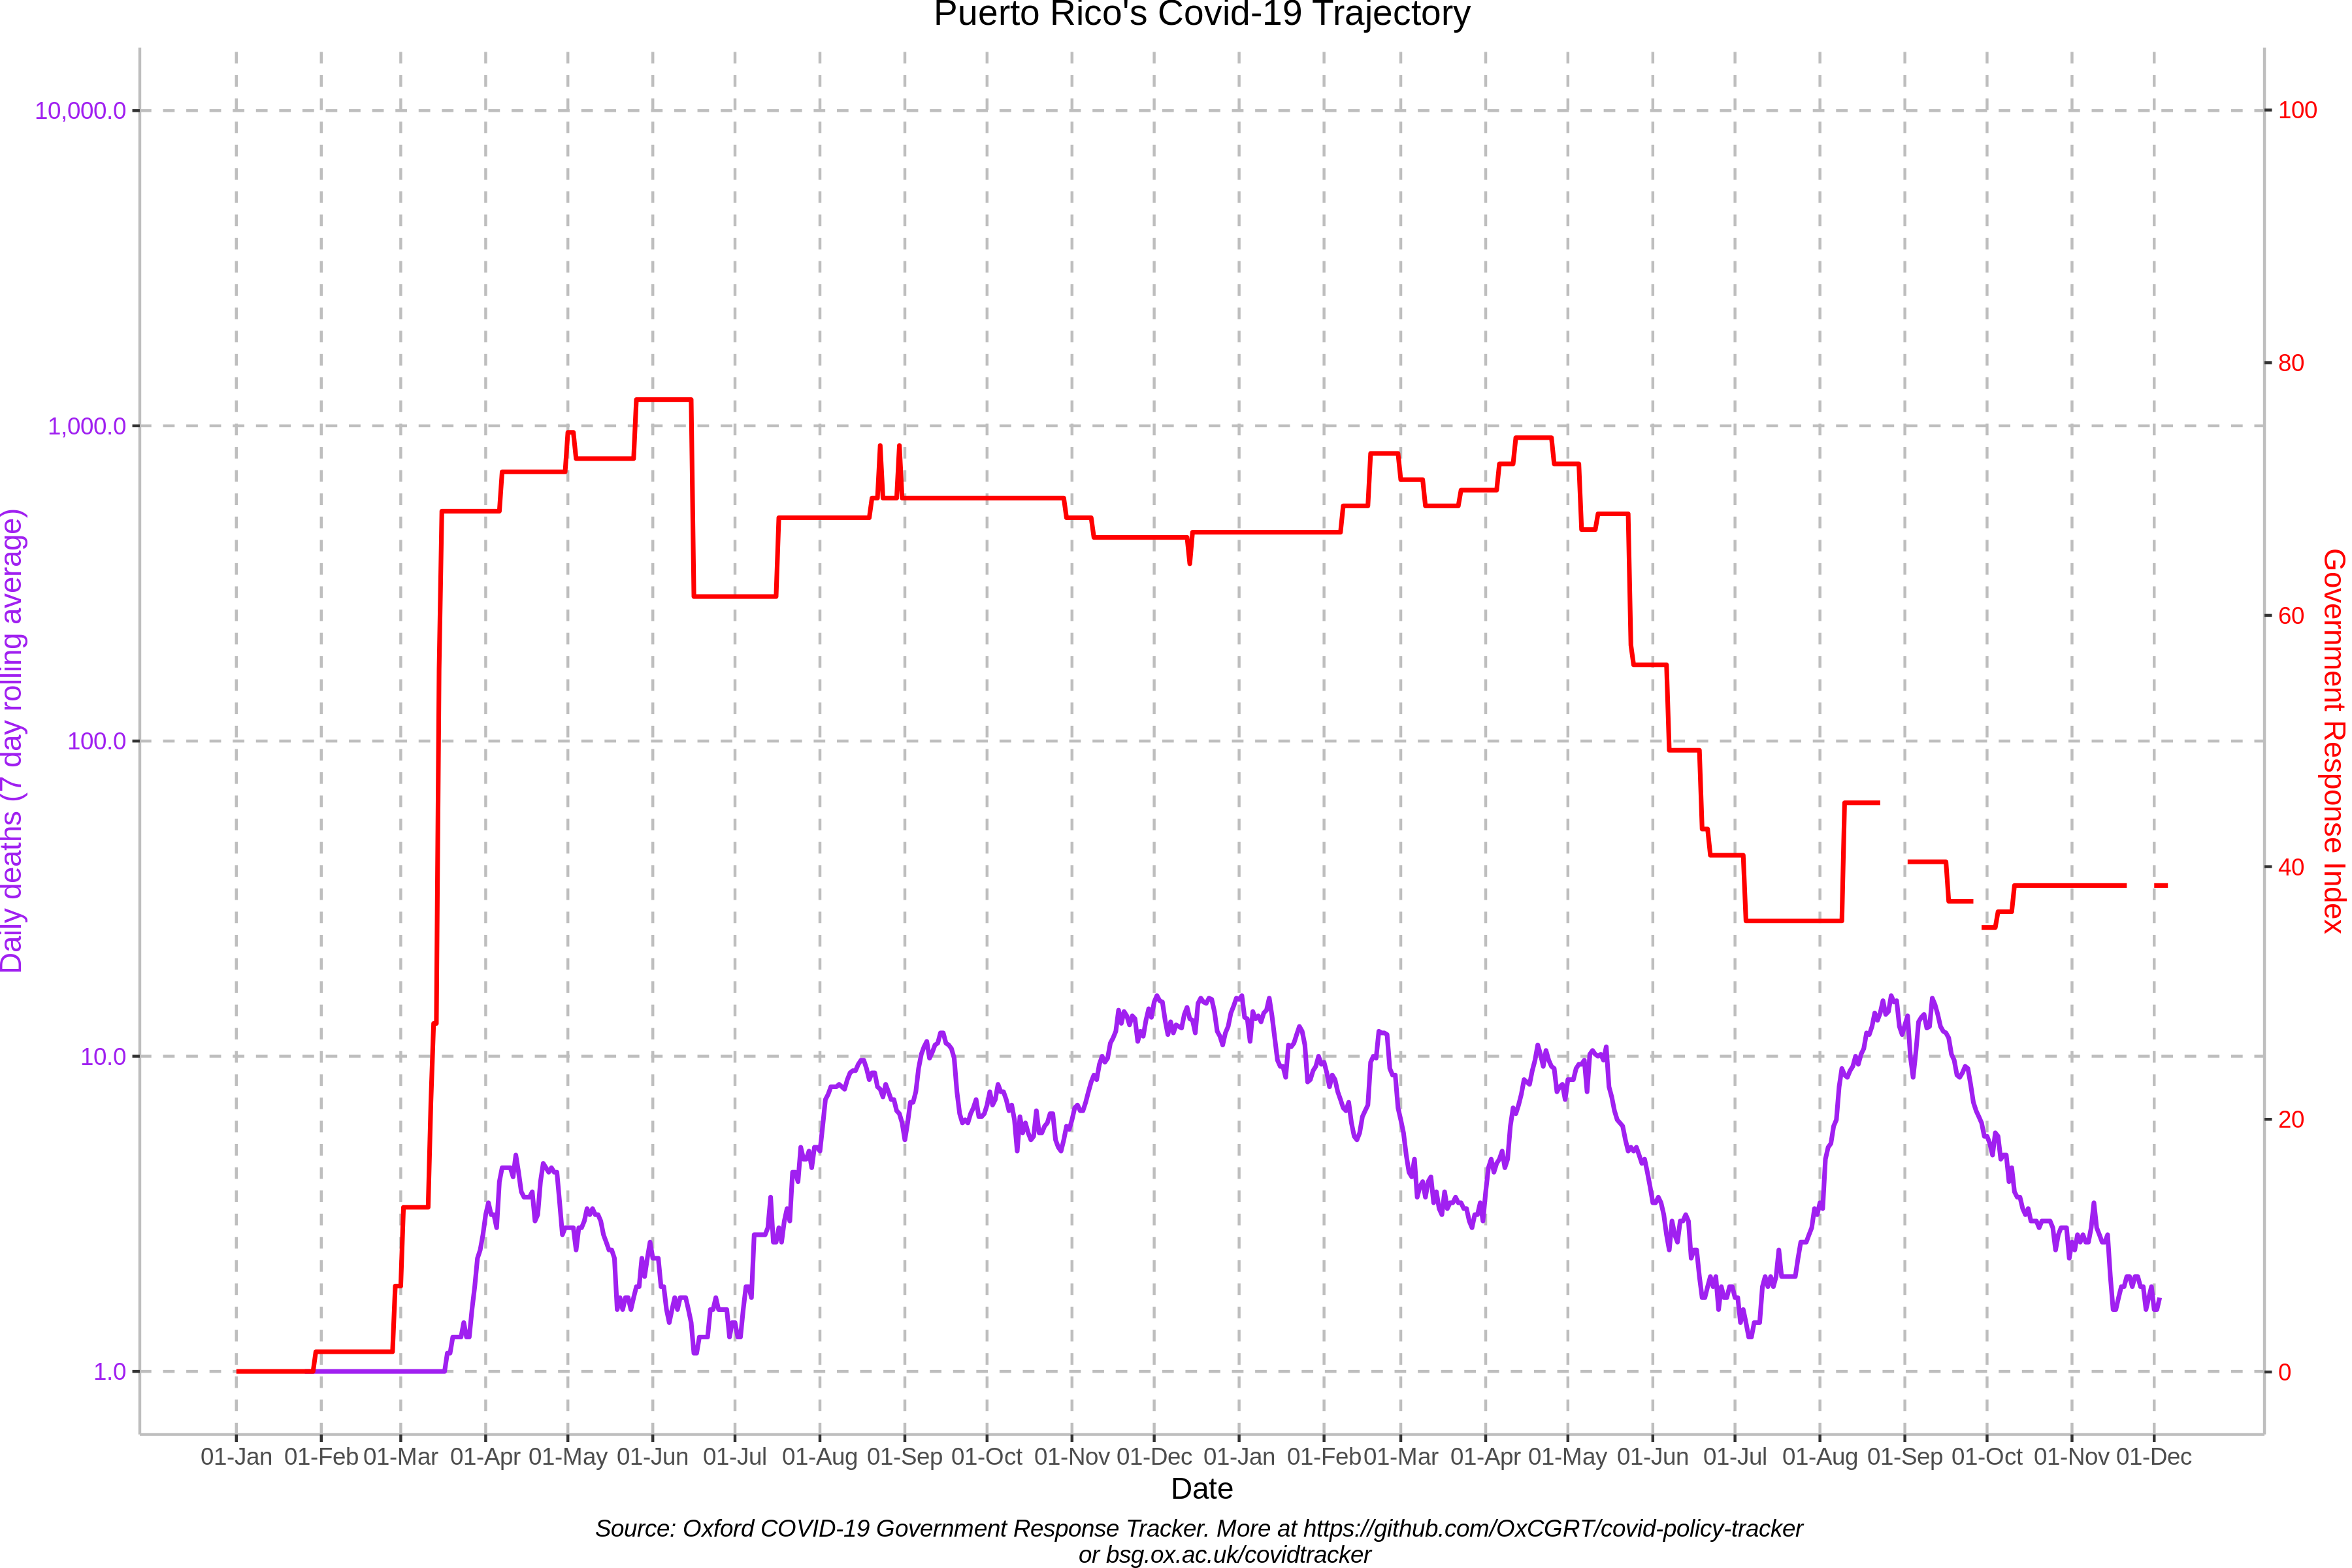 Puerto Rico's Covid-19 Trajectory
10,000.0
1,000.0
100.0
10.0
1.0
Daily deaths (7 day rolling average)
100
80
60
40
20
0
Government Response Index
01-Jan 01-Feb 01-Mar 01-Apr 01-May 01-Jun 01-Jul 01-Aug 01-Sep 01-Oct 01-Nov 01-Dec 01-Jan 01-Feb 01-Mar 01-Apr 01-May 01-Jun 01-Jul 01-Aug 01-Sep 01-Oct 01-Nov 01-Dec
Date
Source: Oxford COVID-19 Government Response Tracker. More at https://github.com/OxCGRT/covid-policy-tracker
or bsg.ox.ac.uk/covidtracker